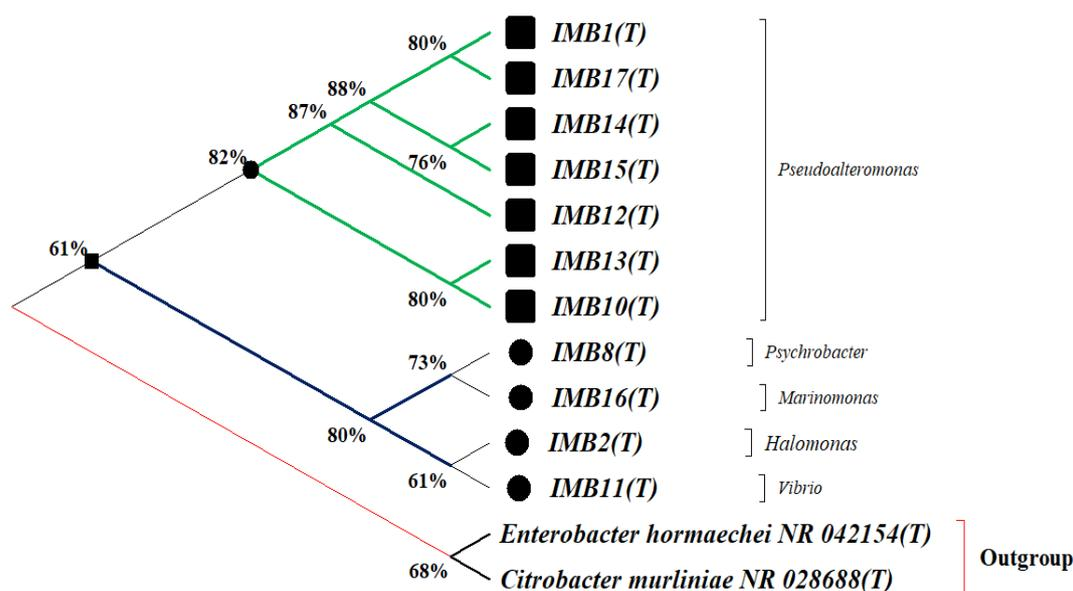 80%
IMB1(T)
IMB17(T)
88%
87%
IMB14(T)
76%
IMB15(T)
82%
IMB12(T)
Pseudoalteromonas
61%
IMB13(T)
80%
IMB10(T)
73%
IMB8(T)
Psychrobacter
IMB16(T)
Marinomonas
80%
IMB2(T)
Halomonas
61%
IMB11(T)
Vibrio
Enterobacter hormaechei NR 042154(T)
Outgroup
68%
Citrobacter murliniae NR 028688(T)